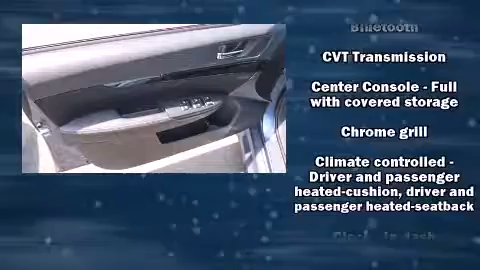 Bluetooth
CVT Transmission
Center Console - Full
with covered storage
Chrome grill
Climate controlled -
Driver and passenger
heated-cushion, driver and
passenger heated-seatback